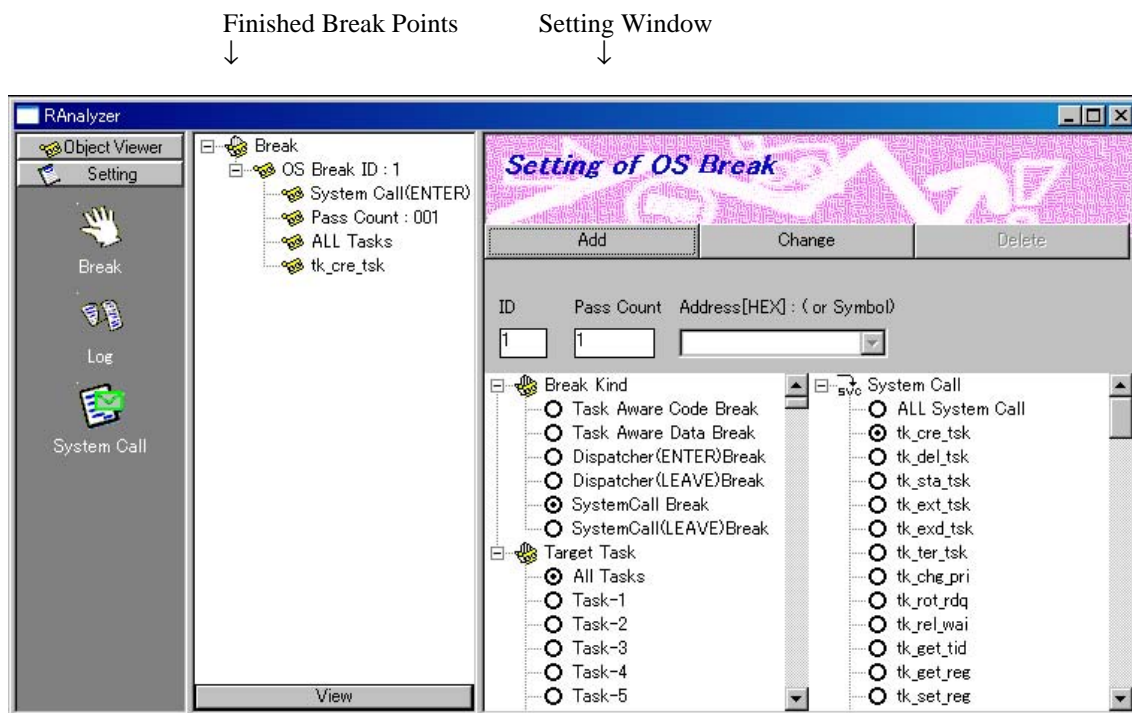 Finished Break Points
Setting Window
↓
↓
RAnalyzer
Object Viewer
Setting
Break
Log
System Call
Break
OS Break ID : 1
System Call(ENTER)
Pass Count : 001
ALL Tasks
tk_cre_tsk
View
Setting of OS Break
Add
Change
Delete
ID
Pass Count
Address[HEX] : ( or Symbol)
1
1
Break Kind
Task Aware Code Break
Task Aware Data Break
Dispatcher(ENTER)Break
Dispatcher(LEAVE)Break
SystemCall Break
SystemCall(LEAVE)Break
Target Task
All Tasks
Task-1
Task-2
Task-3
Task-4
Task-5
SVC
System Call
ALL System Call
tk_cre_tsk
tk_del_tsk
tk_sta_tsk
tk_ext_tsk
tk_exd_tsk
tk_ter_tsk
tk_chg_pri
tk_rot_rdq
tk_rel_wai
tk_get_tid
tk_get_reg
tk_set_reg